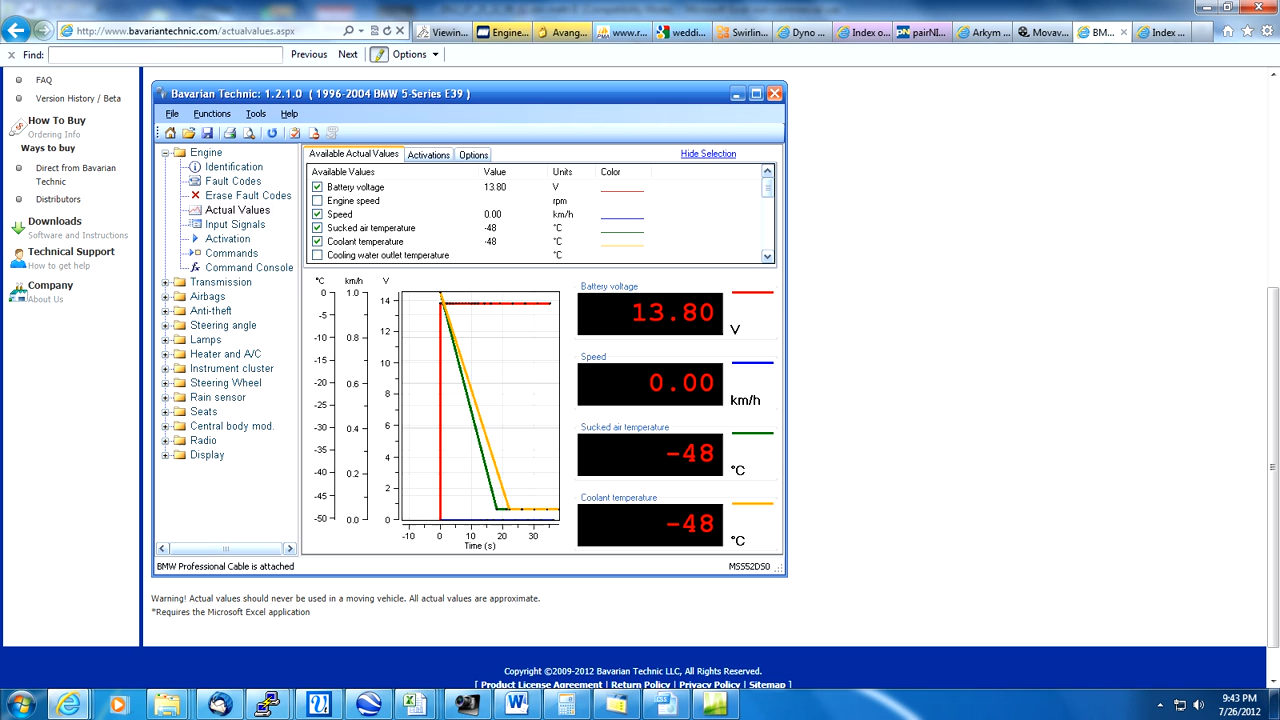 http://www.bavariantechnic.com/actualvalues.aspx
Viewin...
Engine...
Avang...
www.r...
weddi...
Swirlin...
Dyno ...
Index o...
pairNI...
Arkym ...
Movav...
BM...
Index ...
Find:
Previous
Next
Options
FAQ
Version History / Beta
How To Buy
Ordering Info
Ways to buy
Direct from Bavarian
Technic
Distributors
Downloads
Software and Instructions
Technical Support
How to get help
Company
About Us
Bavarian Technic: 1.2.1.0 ( 1996-2004 BMW 5-Series E39 )
File Functions Tools Help
Engine
Identification
Fault Codes
Erase Fault Codes
Actual Values
Input Signals
Activation
Commands
Command Console
Transmission
Airbags
Anti-theft
Steering angle
Lamps
Heater and A/C
Instrument cluster
Steering Wheel
Rain sensor
Seats
Central body mod.
Radio
Display
Available Actual Values Activations Options Hide Selection
Available Values Value Units Color
Battery voltage 13.80 V
Engine speed rpm
Speed 0.00 km/h
Sucked air temperature -48 °C
Coolant temperature -48 °C
Cooling water outlet temperature °C
°C km/h V
0 1.0 14
-5
12
-10 0.8
10
-15
-20 0.6
8
-25
6
-30 0.4
-35
4
-40 0.2
2
-45
-50 0.0 0
-10 0 10 20 30
Time (s)
Battery voltage
13.80
V
Speed
0.00
km/h
Sucked air temperature
-48
°C
Coolant temperature
-48
°C
BMW Professional Cable is attached MSS52DS0
Warning! Actual values should never be used in a moving vehicle. All actual values are approximate.
*Requires the Microsoft Excel application
Copyright ©2009-2012 Bavarian Technic LLC, All Rights Reserved.
[ Product License Agreement | Return Policy | Privacy Policy | Sitemap ]
9:43 PM
7/26/2012